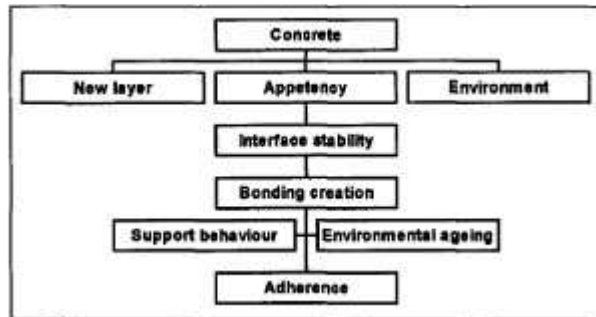 Concrete
New layer
Appetency
Environment
Interface stability
Bonding creation
Support behaviour
Environmental ageing
Adherence